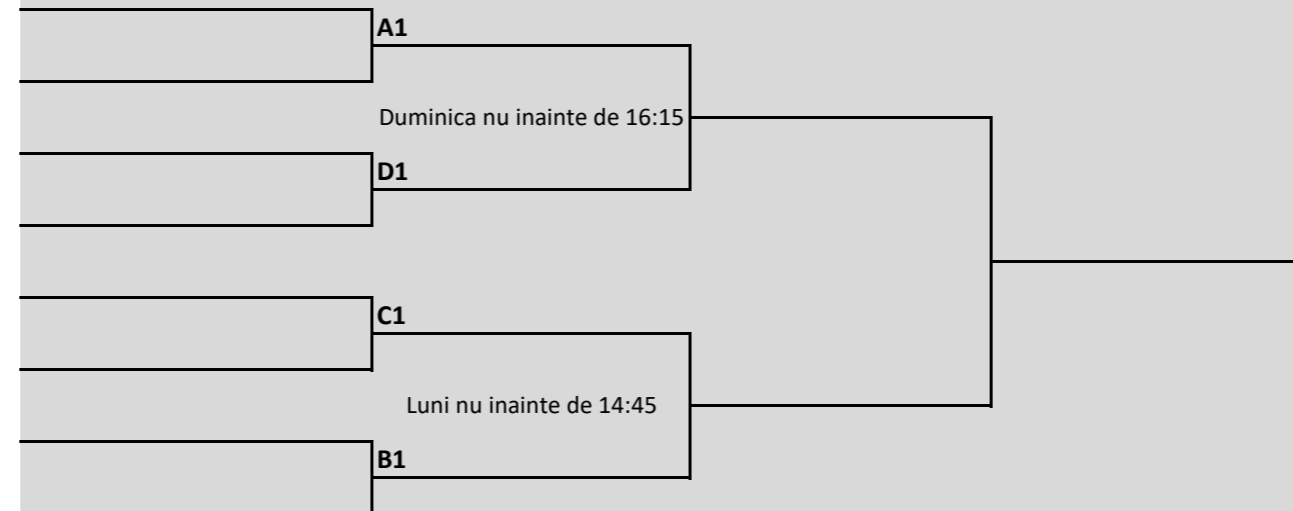 A1
Duminica nu inainte de 16:15
D1
C1
Luni nu inainte de 14:45
B1